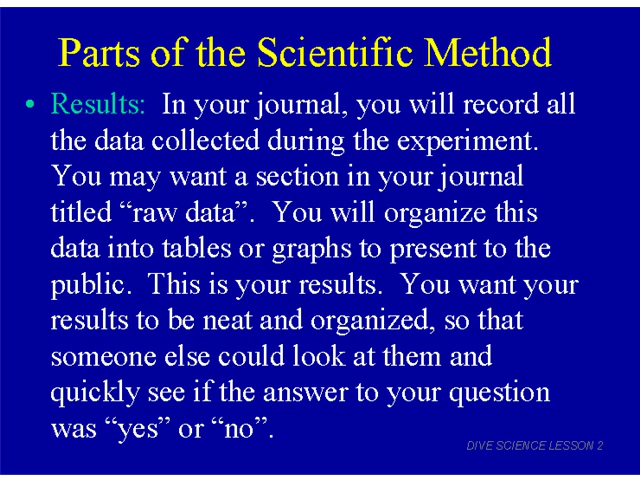 Parts of the Scientific Method
• Results:  In your journal, you will record all
the data collected during the experiment.
You may want a section in your journal
titled “raw data”.  You will organize this
data into tables or graphs to present to the
public.  This is your results.  You want your
results to be neat and organized, so that
someone else could look at them and
quickly see if the answer to your question
was “yes” or “no”.
DIVE SCIENCE LESSON 2